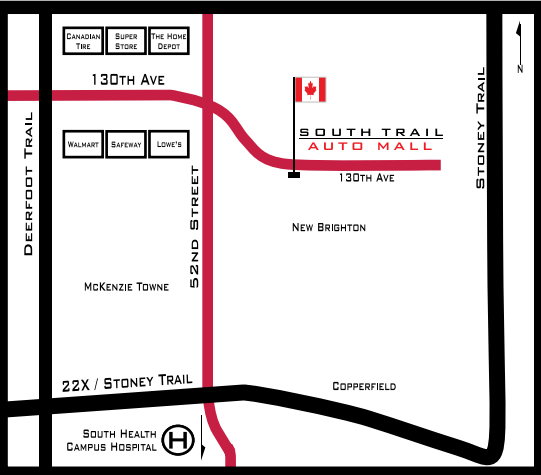 CANADIAN
TIRE
SUPER
STORE
THE HOME
DEPOT
130TH AVE
WALMART
SAFEWAY
LOWE'S
DEERFOOT TRAIL
52ND STREET
SOUTH TRAIL
AUTO MALL
130TH AVE
STONEY TRAIL
N
NEW BRIGHTON
MCKENZIE TOWNE
22X / STONEY TRAIL
COPPERFIELD
SOUTH HEALTH
CAMPUS HOSPITAL
H